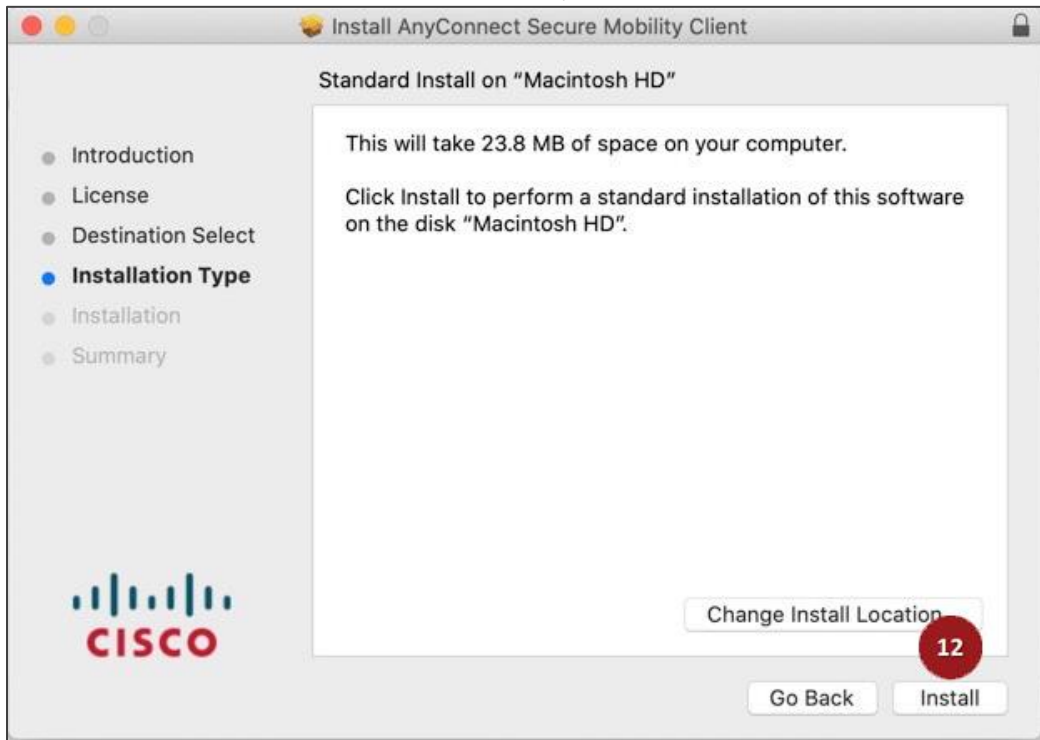 Install AnyConnect Secure Mobility Client
Standard Install on “Macintosh HD”
Introduction
License
Destination Select
Installation Type
Installation
Summary
This will take 23.8 MB of space on your computer.
Click Install to perform a standard installation of this software
on the disk “Macintosh HD”.
CISCO
Change Install Location...
12
Go Back
Install